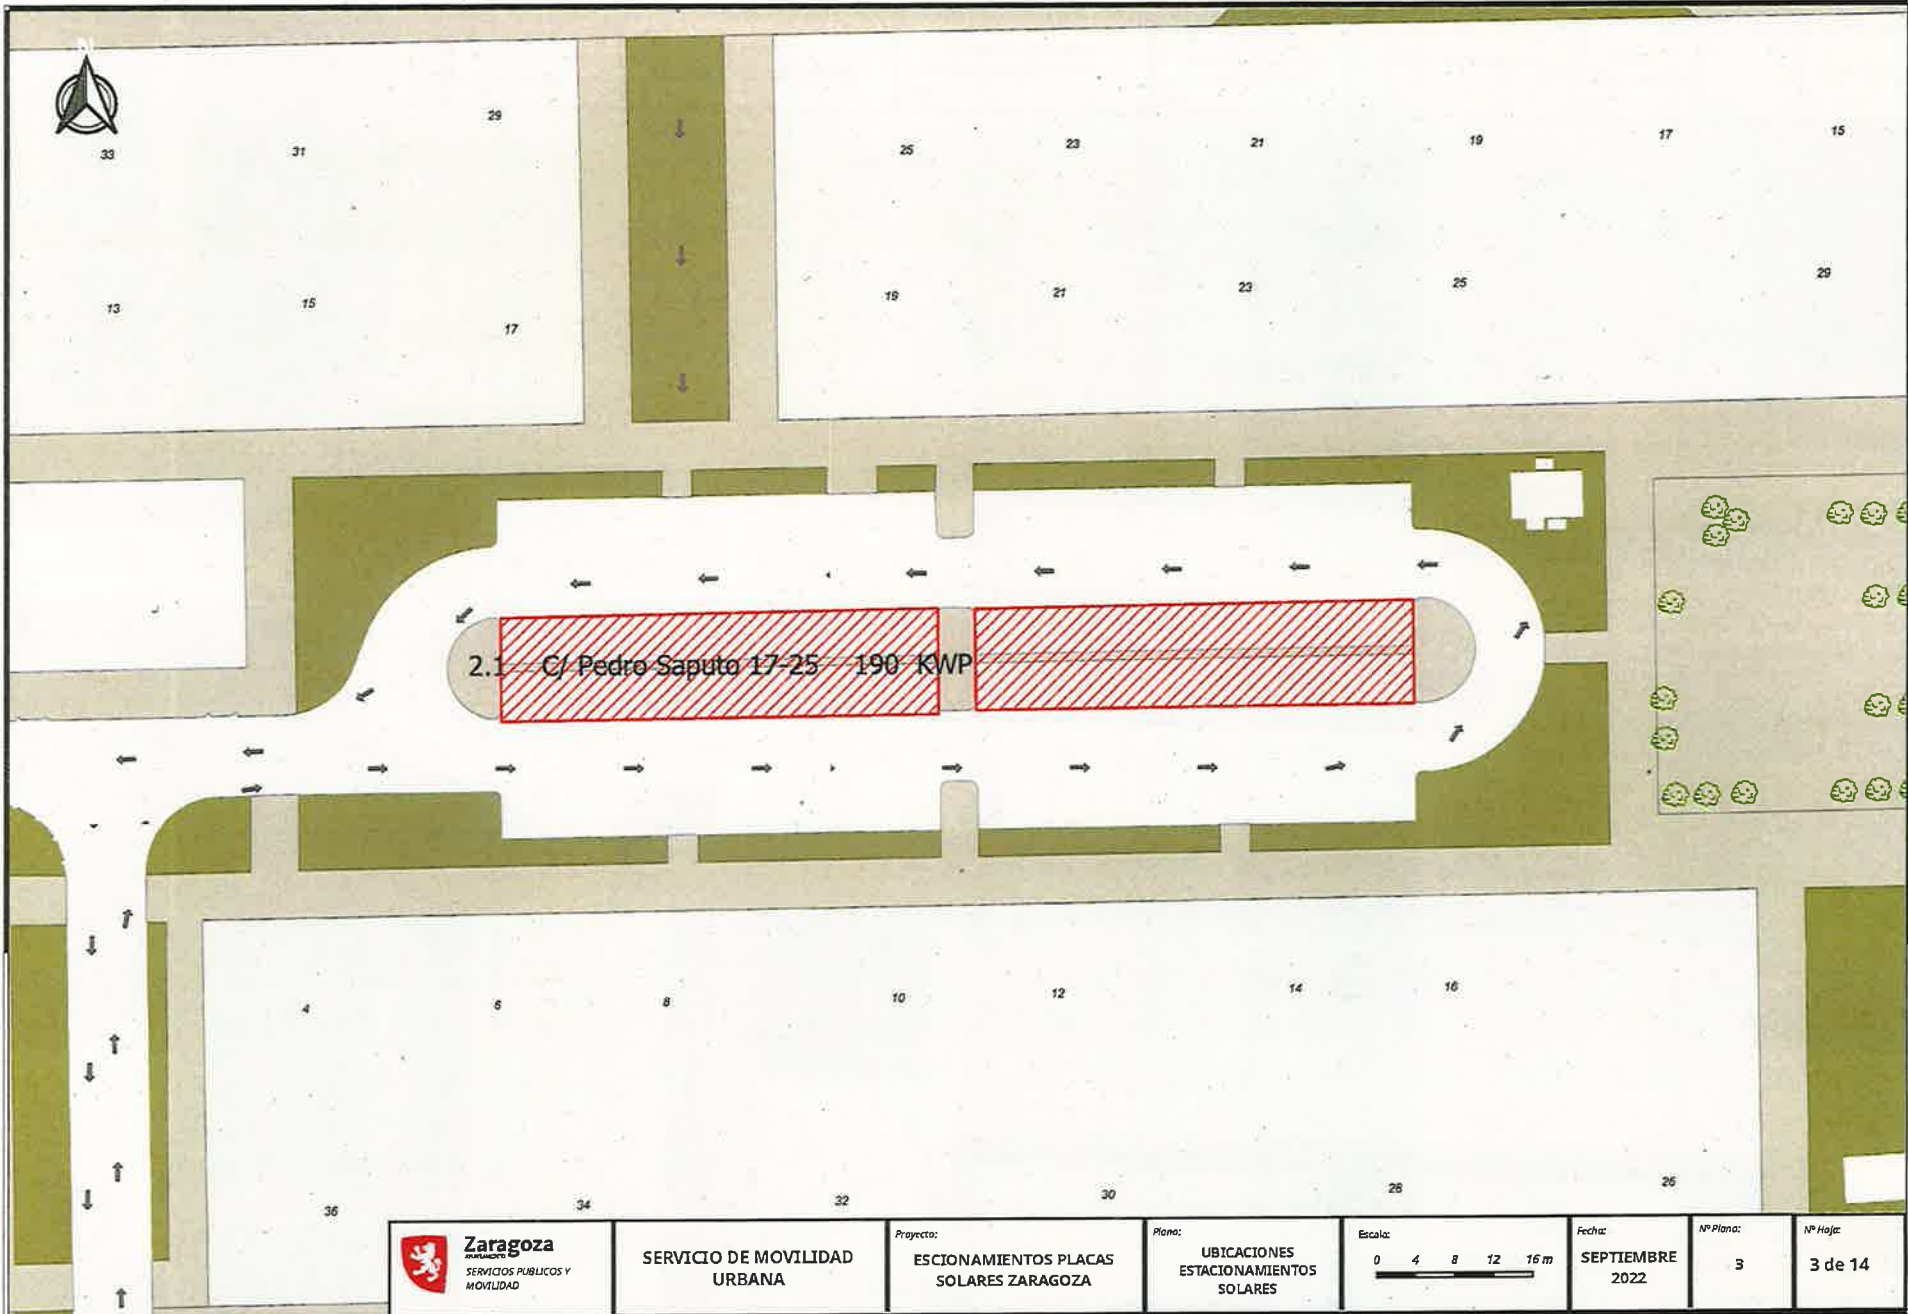 N
33
31
29
25
23
21
19
17
15
13
15
17
19
21
23
25
29
2.1 C/ Pedro Saputo 17-25 190 KWP
4
6
8
10
12
14
16
36
34
32
30
28
26
Zaragoza
AYUNTAMIENTO
SERVICIOS PUBLICOS Y
MOVILIDAD
SERVICIO DE MOVILIDAD
URBANA
Proyecto:
ESCIONAMIENTOS PLACAS
SOLARES ZARAGOZA
Plano:
UBICACIONES
ESTACIONAMIENTOS
SOLARES
Escala:
0 4 8 12 16 m
Fecha:
SEPTIEMBRE
2022
Nº Plano:
3
Nº Hoja:
3 de 14